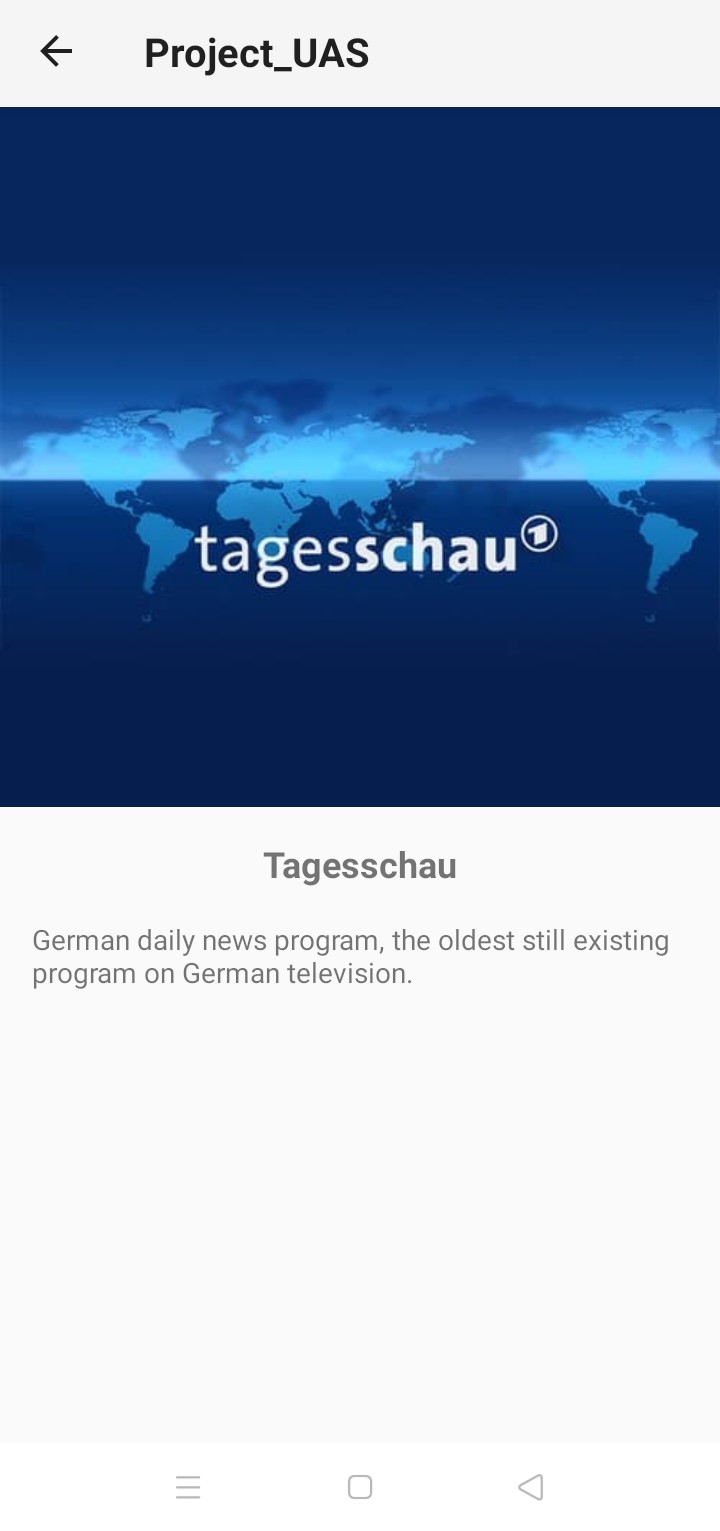 Project_UAS
tagesschau
Tagesschau
German daily news program, the oldest still existing
program on German television.